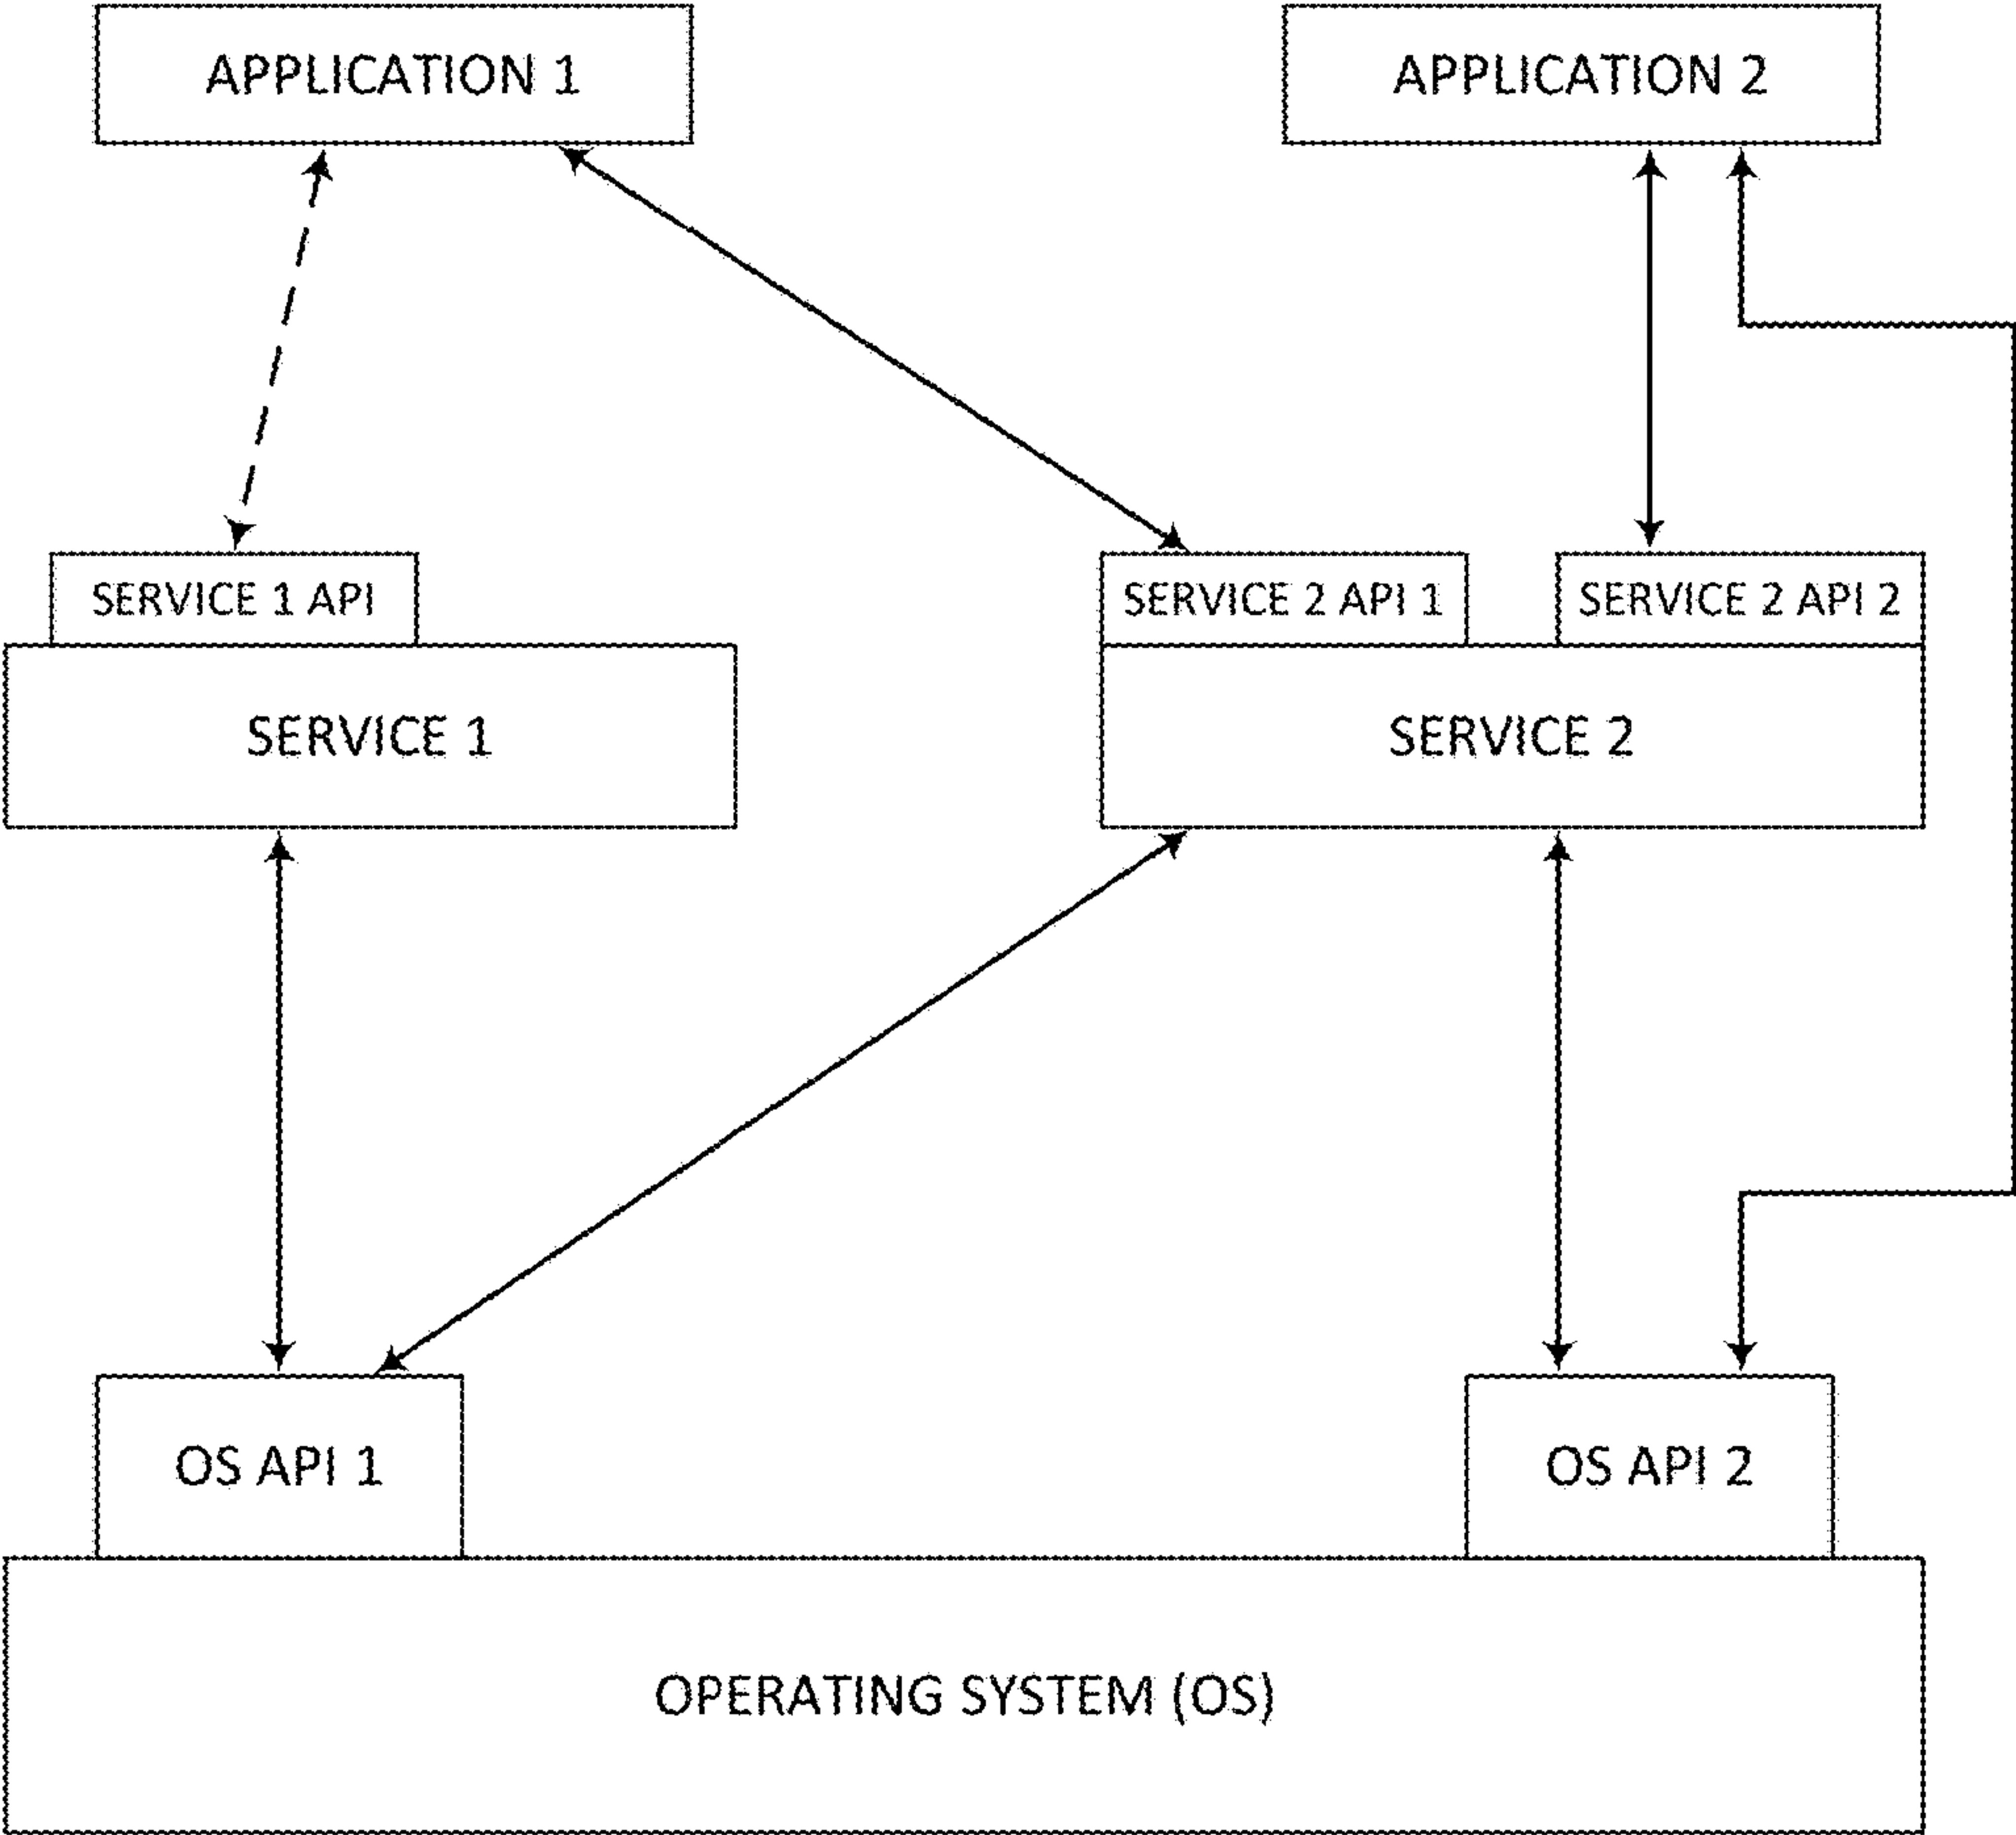 APPLICATION 1
APPLICATION 2
SERVICE 1 API
SERVICE 2 API 1
SERVICE 2 API 2
SERVICE 1
SERVICE 2
OS API 1
OS API 2
OPERATING SYSTEM (OS)